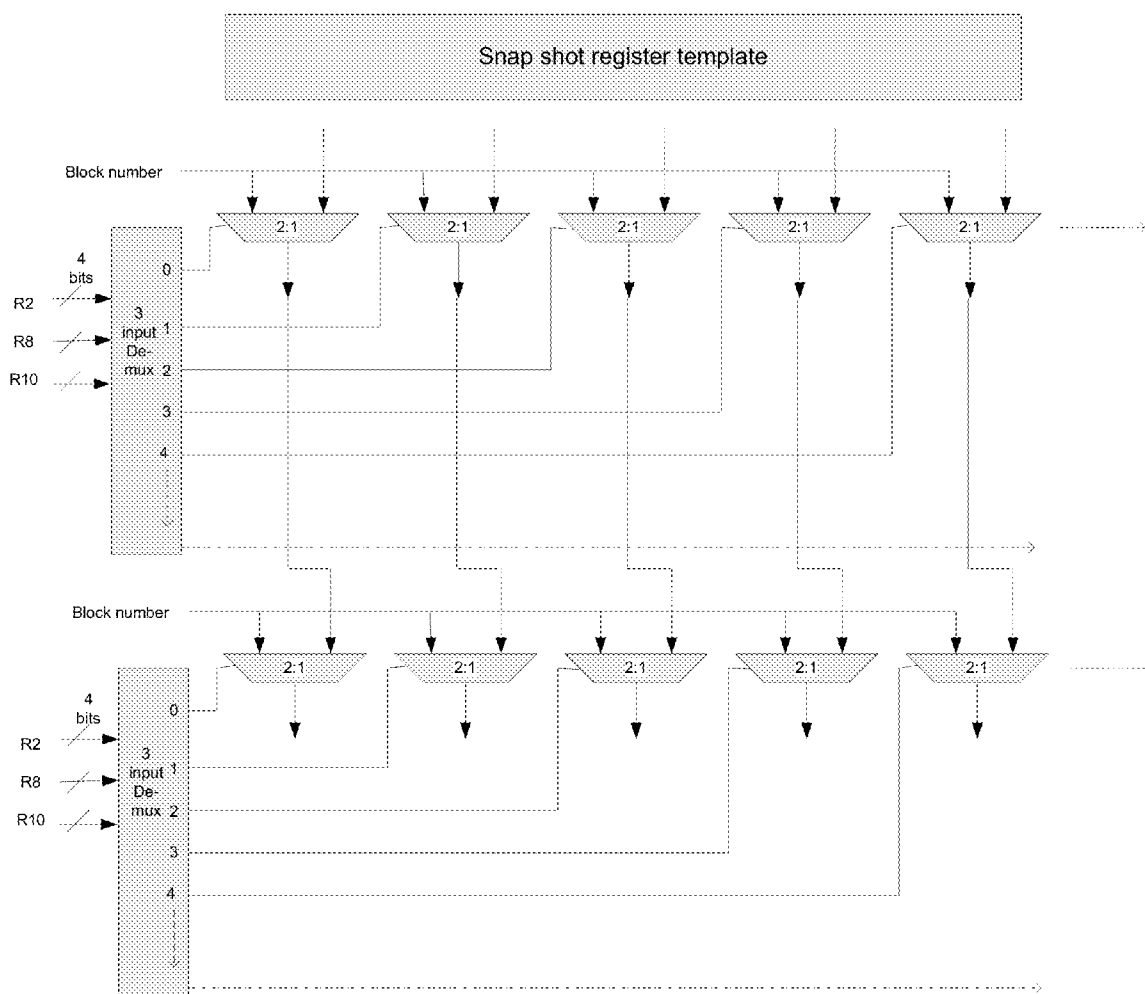 Snap shot register template
Block number
2:1 2:1 2:1 2:1 2:1
0
4
bits
R2
3
input
De-
mux
1
R8
2
R10
3
4
Block number
2:1 2:1 2:1 2:1 2:1
0
4
bits
R2
3
input
De-
mux
1
R8
2
R10
3
4